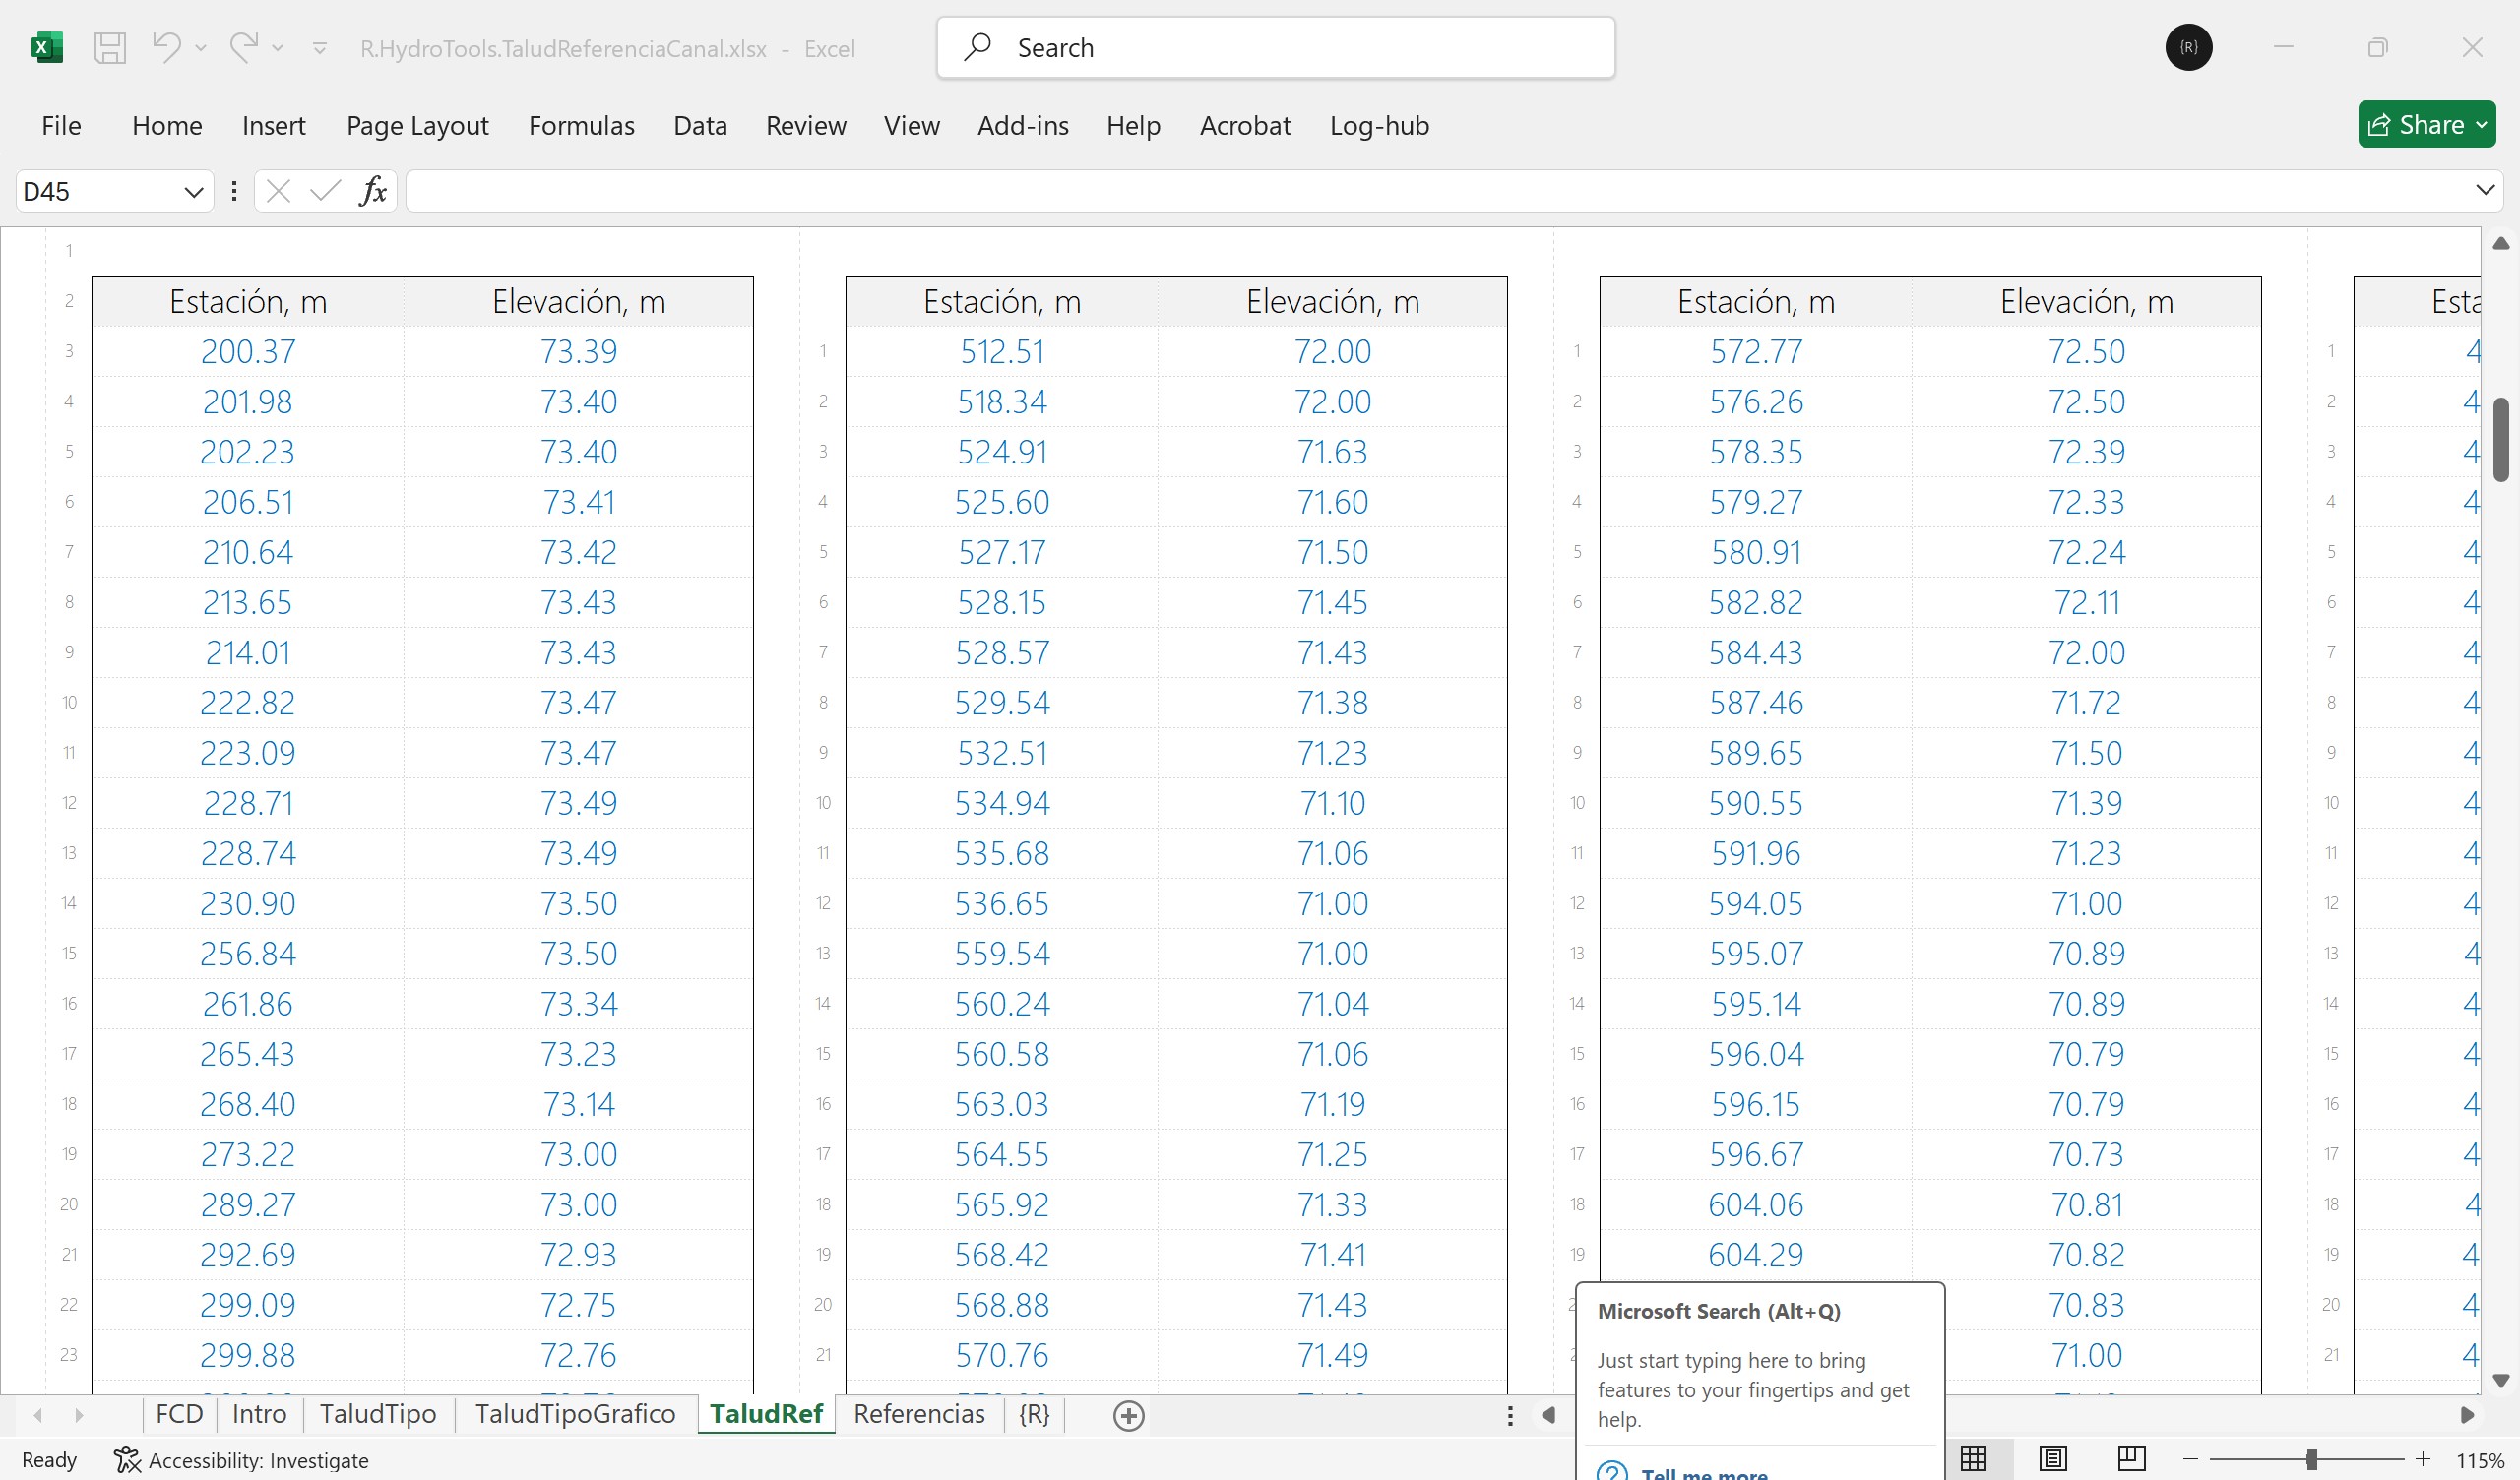 R.HydroTools.TaludReferenciaCanal.xlsx - Excel
Search
{R}
File Home Insert Page Layout Formulas Data Review View Add-ins Help Acrobat Log-hub
Share
D45
fx
1
2 Estación, m Elevación, m Estación, m Elevación, m Estación, m Elevación, m
3 200.37 73.39 1 512.51 72.00 1 572.77 72.50 1 4
4 201.98 73.40 2 518.34 72.00 2 576.26 72.50 2 4
5 202.23 73.40 3 524.91 71.63 3 578.35 72.39 3 4
6 206.51 73.41 4 525.60 71.60 4 579.27 72.33 4 4
7 210.64 73.42 5 527.17 71.50 5 580.91 72.24 5 4
8 213.65 73.43 6 528.15 71.45 6 582.82 72.11 6 4
9 214.01 73.43 7 528.57 71.43 7 584.43 72.00 7 4
10 222.82 73.47 8 529.54 71.38 8 587.46 71.72 8 4
11 223.09 73.47 9 532.51 71.23 9 589.65 71.50 9 4
12 228.71 73.49 10 534.94 71.10 10 590.55 71.39 10 4
13 228.74 73.49 11 535.68 71.06 11 591.96 71.23 11 4
14 230.90 73.50 12 536.65 71.00 12 594.05 71.00 12 4
15 256.84 73.50 13 559.54 71.00 13 595.07 70.89 13 4
16 261.86 73.34 14 560.24 71.04 14 595.14 70.89 14 4
17 265.43 73.23 15 560.58 71.06 15 596.04 70.79 15 4
18 268.40 73.14 16 563.03 71.19 16 596.15 70.79 16 4
19 273.22 73.00 17 564.55 71.25 17 596.67 70.73 17 4
20 289.27 73.00 18 565.92 71.33 18 604.06 70.81 18 4
21 292.69 72.93 19 568.42 71.41 19 604.29 70.82 19 4
22 299.09 72.75 20 568.88 71.43 70.83 20 4
23 299.88 72.76 21 570.76 71.49 71.00 21 4
Microsoft Search (Alt+Q)
Just start typing here to bring
features to your fingertips and get
help.
Tell me more
FCD Intro TaludTipo TaludTipoGrafico TaludRef Referencias {R}
Ready Accessibility: Investigate 115%